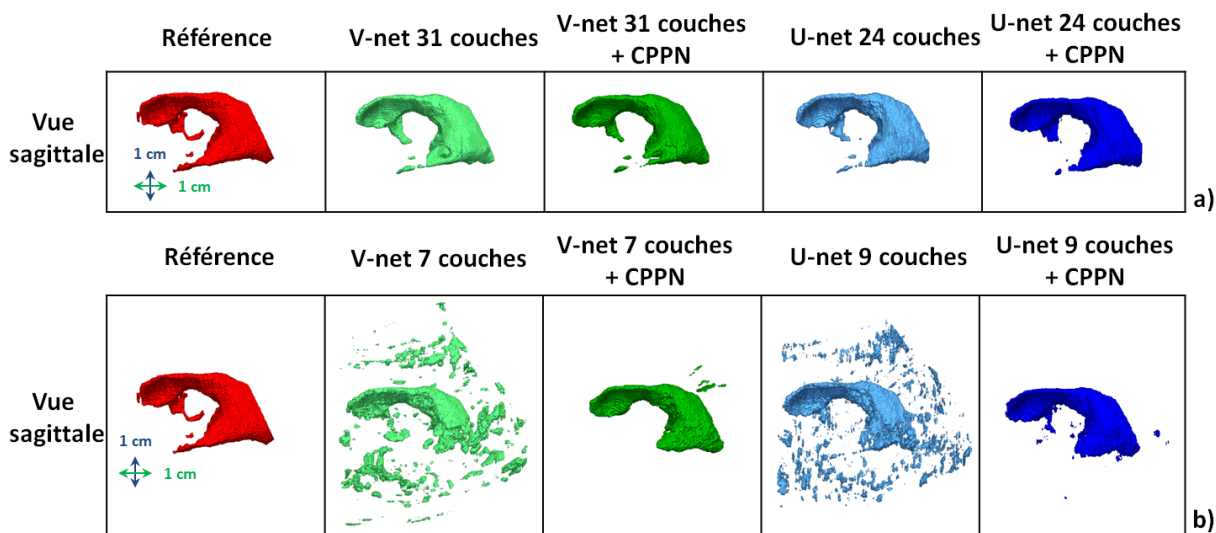 Référence
V-net 31 couches
V-net 31 couches
+ CPPN
U-net 24 couches
U-net 24 couches
+ CPPN
Vue
sagittale
1 cm
1 cm
a)
Référence
V-net 7 couches
V-net 7 couches
+ CPPN
U-net 9 couches
U-net 9 couches
+ CPPN
Vue
sagittale
1 cm
1 cm
b)